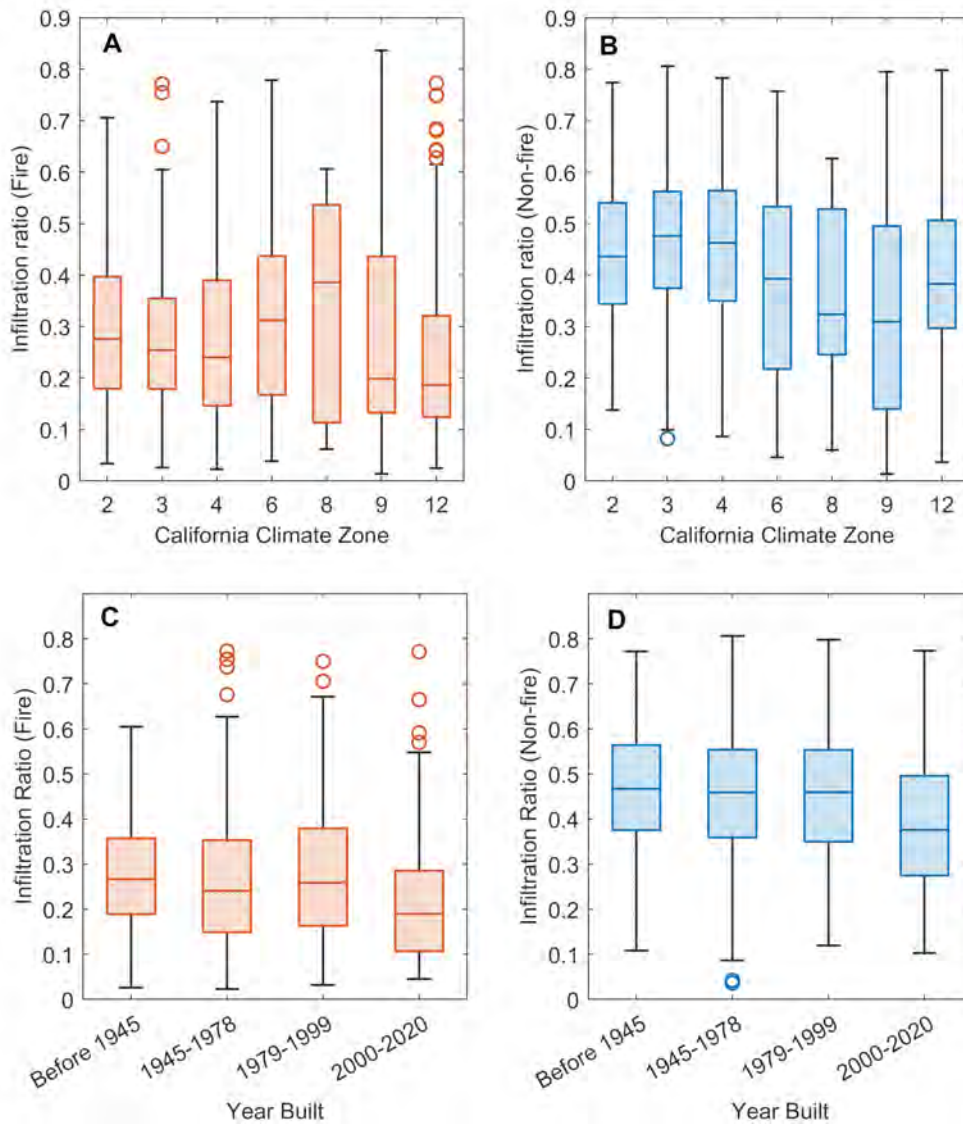 A
Infiltration ratio (Fire)
0.9
0.8
0.7
0.6
0.5
0.4
0.3
0.2
0.1
0
2 3 4 6 8 9 12
California Climate Zone
B
Infiltration ratio (Non-fire)
0.9
0.8
0.7
0.6
0.5
0.4
0.3
0.2
0.1
0
2 3 4 6 8 9 12
California Climate Zone
C
Infiltration Ratio (Fire)
0.8
0.7
0.6
0.5
0.4
0.3
0.2
0.1
0
Before 1945 1945-1978 1979-1999 2000-2020
Year Built
D
Infiltration Ratio (Non-fire)
0.8
0.7
0.6
0.5
0.4
0.3
0.2
0.1
0
Before 1945 1945-1978 1979-1999 2000-2020
Year Built